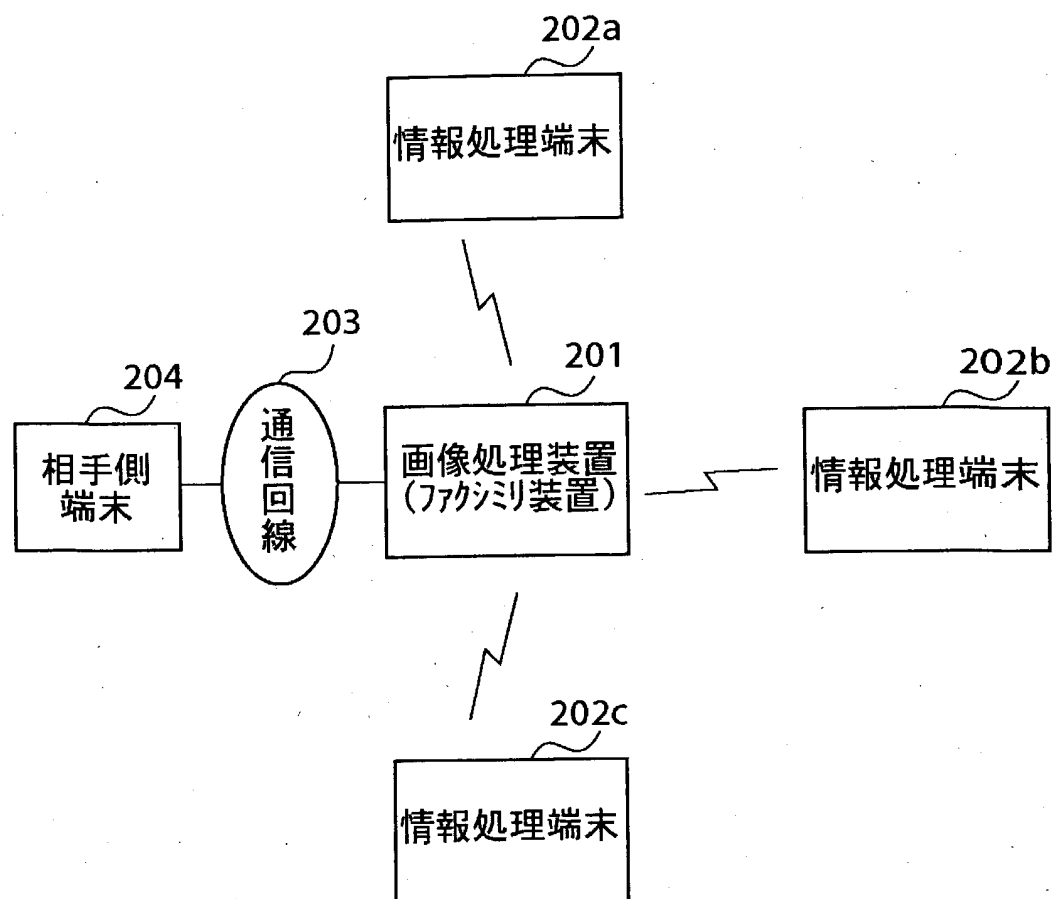 202a
情報処理端末
203
201
202b
204
通信回線
画像処理装置
(ファクシミリ装置)
相手側
端末
情報処理端末
202c
情報処理端末